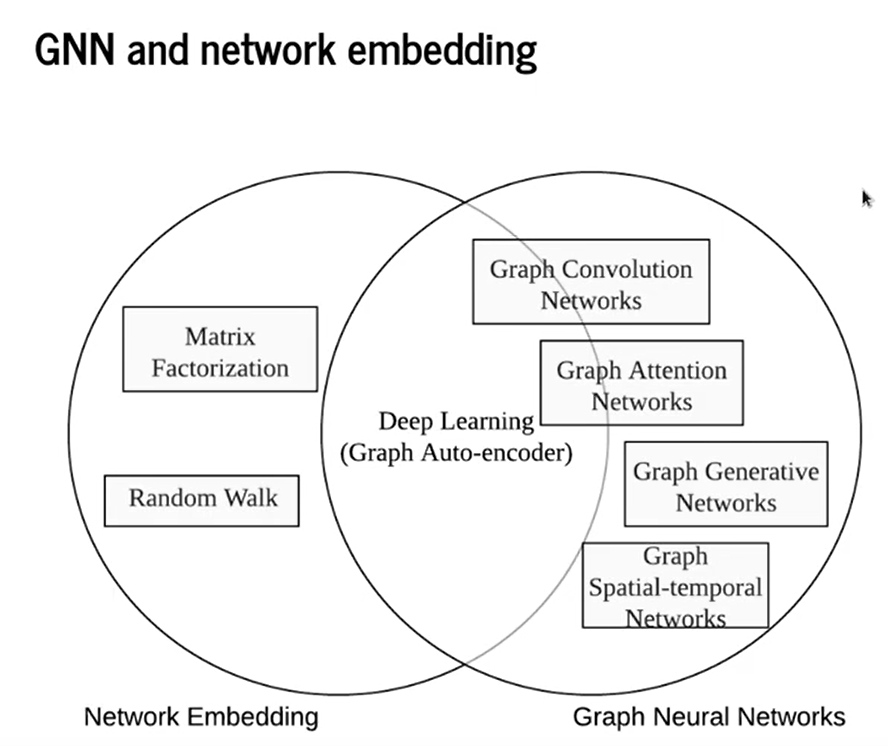 GNN and network embedding
Graph Convolution
Networks
Matrix
Factorization
Graph Attention
Networks
Deep Learning
(Graph Auto-encoder)
Graph Generative
Networks
Random Walk
Graph
Spatial-temporal
Networks
Network Embedding
Graph Neural Networks